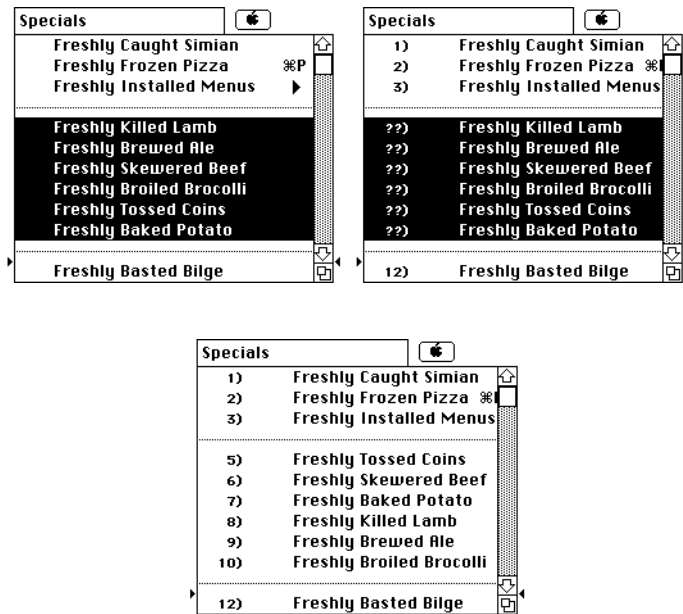 Specials
Freshly Caught Simian
Freshly Frozen Pizza ⌘P
Freshly Installed Menus
Freshly Killed Lamb
Freshly Brewed Ale
Freshly Skewered Beef
Freshly Broiled Brocolli
Freshly Tossed Coins
Freshly Baked Potato
Freshly Basted Bilge
Specials
1) Freshly Caught Simian
2) Freshly Frozen Pizza ⌘
3) Freshly Installed Menus
??) Freshly Killed Lamb
??) Freshly Brewed Ale
??) Freshly Skewered Beef
??) Freshly Broiled Brocolli
??) Freshly Tossed Coins
??) Freshly Baked Potato
12) Freshly Basted Bilge
Specials
1) Freshly Caught Simian
2) Freshly Frozen Pizza ⌘
3) Freshly Installed Menus
5) Freshly Tossed Coins
6) Freshly Skewered Beef
7) Freshly Baked Potato
8) Freshly Killed Lamb
9) Freshly Brewed Ale
10) Freshly Broiled Brocolli
12) Freshly Basted Bilge